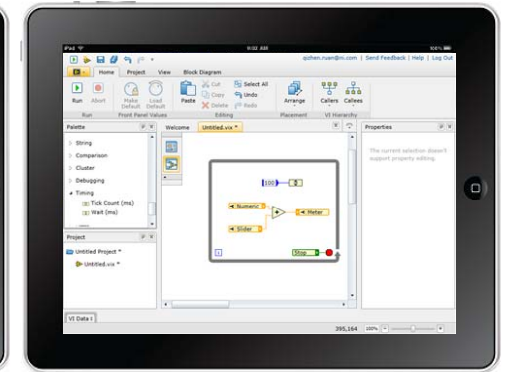 iPad 9:02 AM 100%
qizhen.ruan@ni.com | Send Feedback | Help | Log Out
Home Project View Block Diagram
Run Abort Make Default Load Default Paste Cut Copy Delete Select All Undo Redo Arrange Callers Callees
Run Front Panel Values Editing Placement VI Hierarchy
Palette
String
Comparison
Cluster
Debugging
Timing
Tick Count (ms)
Wait (ms)
Project
Untitled Project *
Untitled.vix *
Welcome Untitled.vix *
100
Numeric
Meter
Slider
i
Stop
Properties
The current selection doesn't
support property editing.
VI Data
395,164 100%